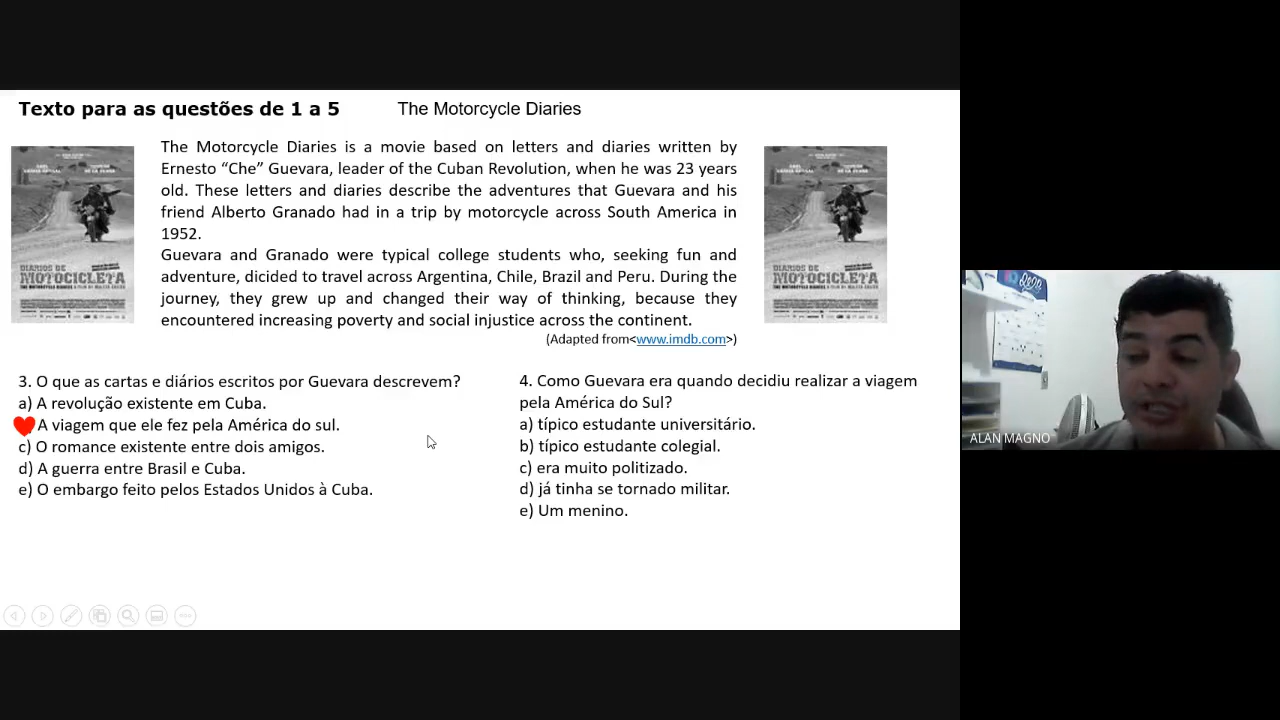 Texto para as questões de 1 a 5
The Motorcycle Diaries
The Motorcycle Diaries is a movie based on letters and diaries written by
Ernesto “Che” Guevara, leader of the Cuban Revolution, when he was 23 years
old. These letters and diaries describe the adventures that Guevara and his
friend Alberto Granado had in a trip by motorcycle across South America in
1952.
Guevara and Granado were typical college students who, seeking fun and
adventure, dicided to travel across Argentina, Chile, Brazil and Peru. During the
journey, they grew up and changed their way of thinking, because they
encountered increasing poverty and social injustice across the continent.
(Adapted from<www.imdb.com>)
DIARIOS DE
MOTOCICLETA
DIARIOS DE
MOTOCICLETA
3. O que as cartas e diários escritos por Guevara descrevem?
a) A revolução existente em Cuba.
A viagem que ele fez pela América do sul.
c) O romance existente entre dois amigos.
d) A guerra entre Brasil e Cuba.
e) O embargo feito pelos Estados Unidos à Cuba.
4. Como Guevara era quando decidiu realizar a viagem
pela América do Sul?
a) típico estudante universitário.
b) típico estudante colegial.
c) era muito politizado.
d) já tinha se tornado militar.
e) Um menino.
ALAN MAGNO